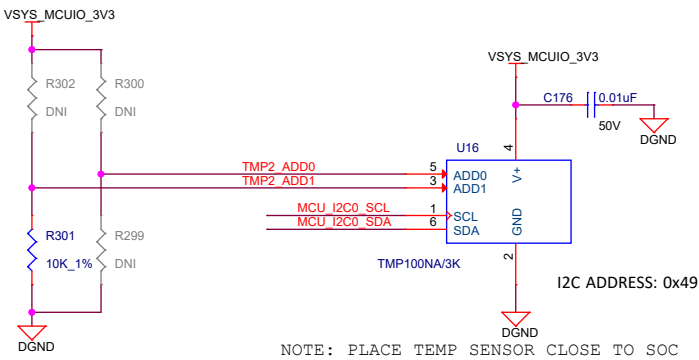 VSYS_MCUIO_3V3
R302
DNI
R300
DNI
VSYS_MCUIO_3V3
C176
0.01uF
50V
DGND
U16
4
TMP2_ADD0
5
ADD0
V+
TMP2_ADD1
3
ADD1
MCU_I2C0_SCL
1
SCL
MCU_I2C0_SDA
6
SDA
GND
R301
10K_1%
R299
DNI
TMP100NA/3K
2
I2C ADDRESS: 0x49
DGND
DGND
NOTE: PLACE TEMP SENSOR CLOSE TO SOC